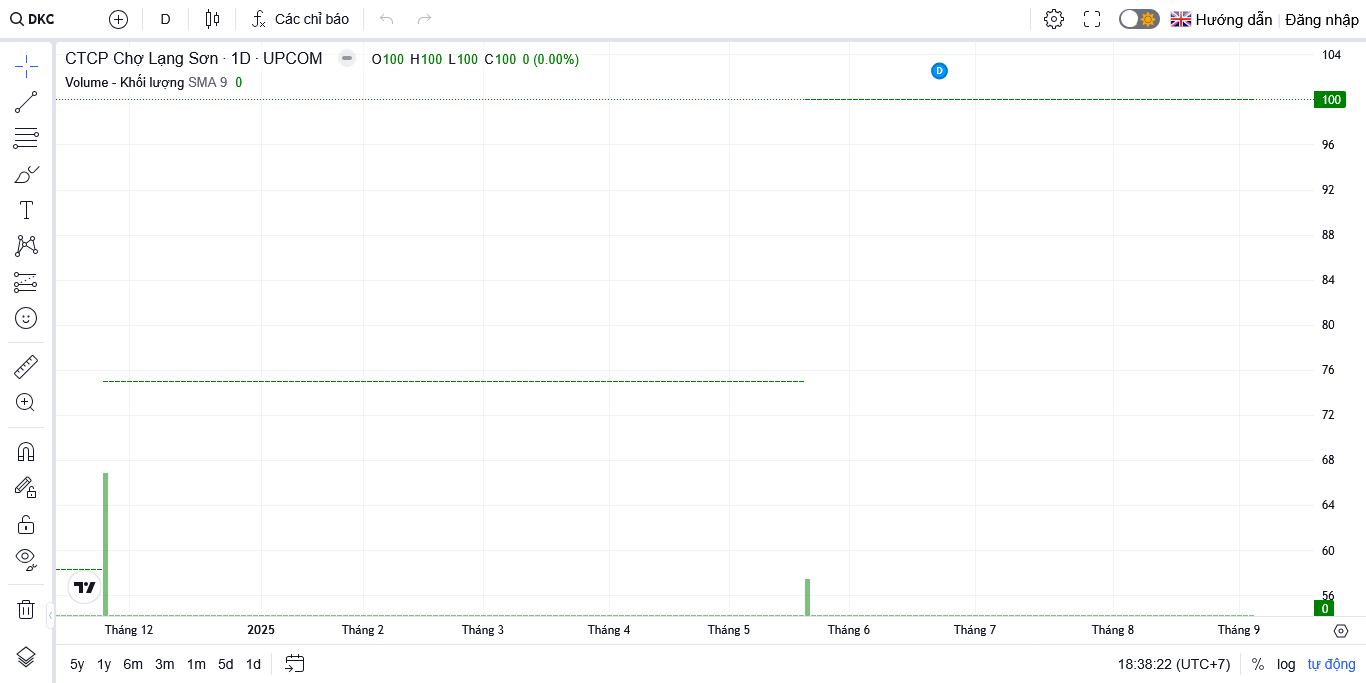 DKC D Các chỉ báo Hướng dẫn Đăng nhập
CTCP Chợ Lạng Sơn · 1D · UPCOM O100 H100 L100 C100 0 (0.00%)
Volume - Khối lượng SMA 9 0
D
104
100
96
92
88
84
80
76
72
68
64
60
56
0
Tháng 12 2025 Tháng 2 Tháng 3 Tháng 4 Tháng 5 Tháng 6 Tháng 7 Tháng 8 Tháng 9
5y 1y 6m 3m 1m 5d 1d 18:38:22 (UTC+7) % log tự động